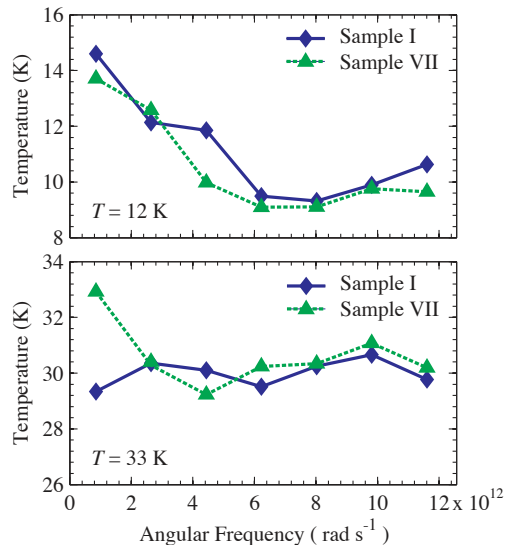 16
14
12
10
8
Temperature (K)
Sample I
Sample VII
T = 12 K
34
32
30
28
26
Temperature (K)
Sample I
Sample VII
T = 33 K
0 2 4 6 8 10 12 x 10^12
Angular Frequency ( rad s^-1)